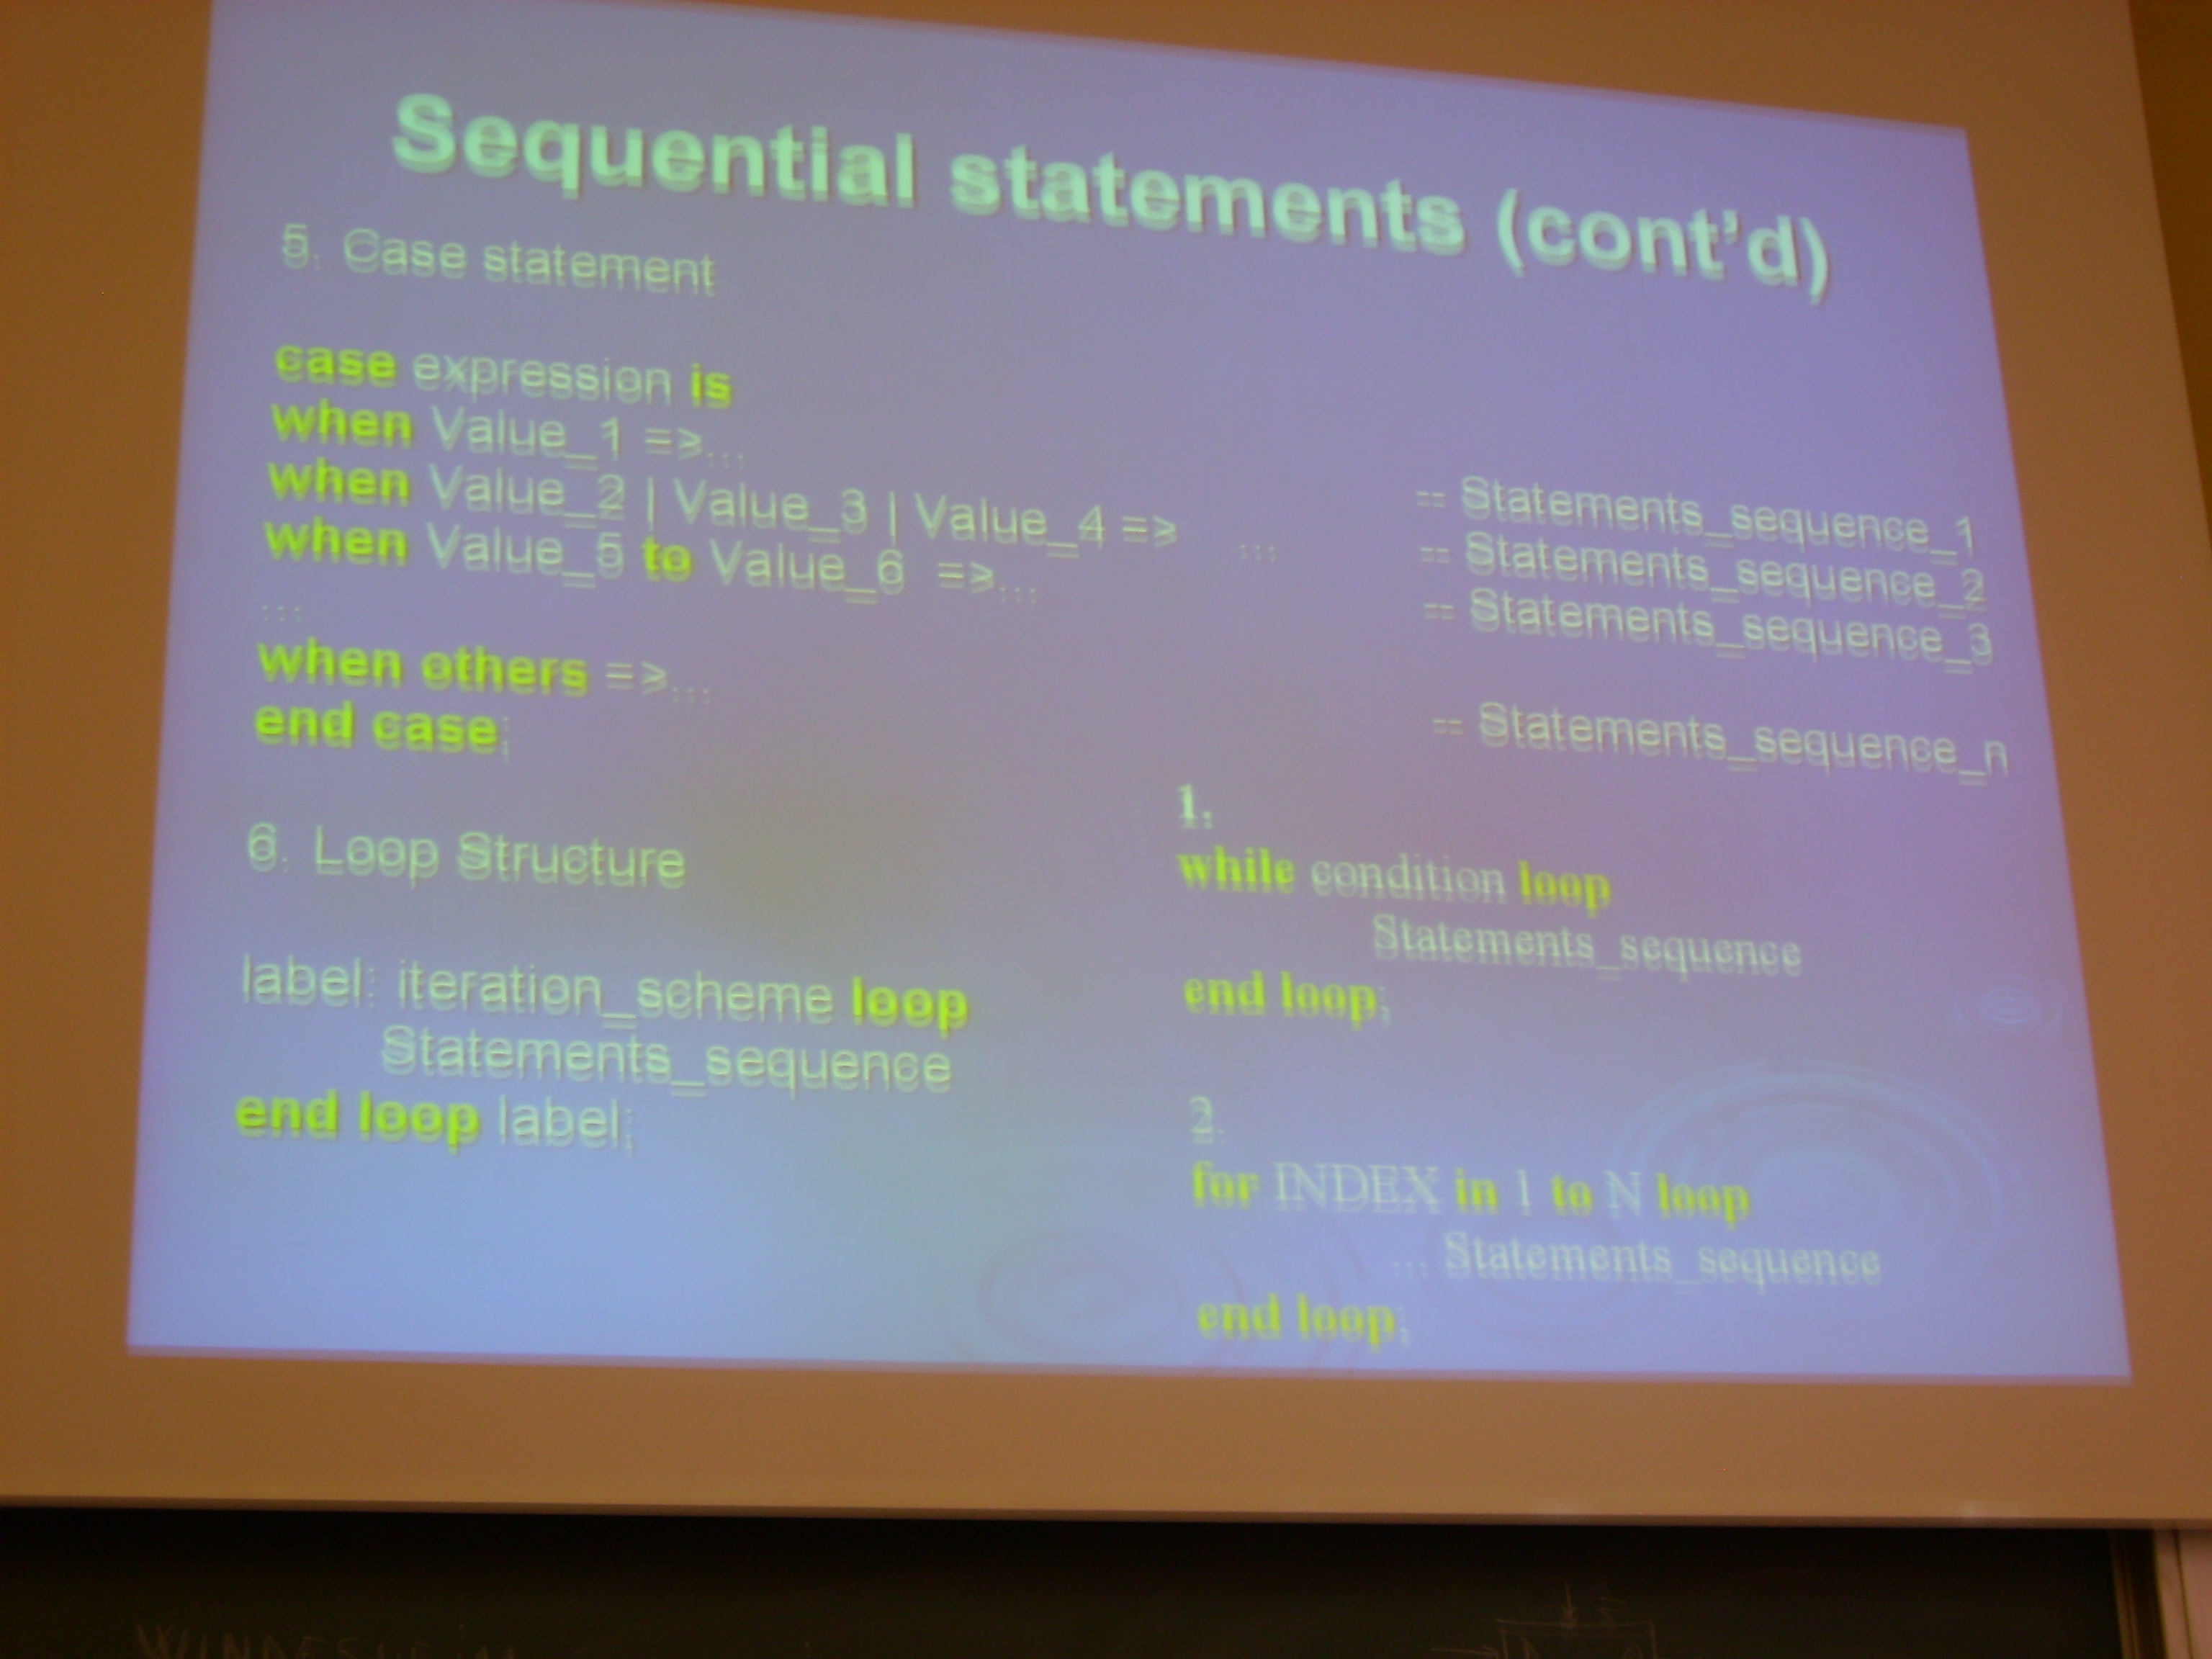 Sequential statements (cont'd)
5. Case statement
case expression is
when Value_1 =>...
when Value_2 | Value_3 | Value_4 => ...
when Value_5 to Value_6 =>...
...
when others =>...
end case;
-- Statements_sequence_1
-- Statements_sequence_2
-- Statements_sequence_3
-- Statements_sequence_n
6. Loop Structure
label: iteration_scheme loop
Statements_sequence
end loop label;
1.
while condition loop
Statements_sequence
end loop;
2.
for INDEX in 1 to N loop
... Statements_sequence
end loop;